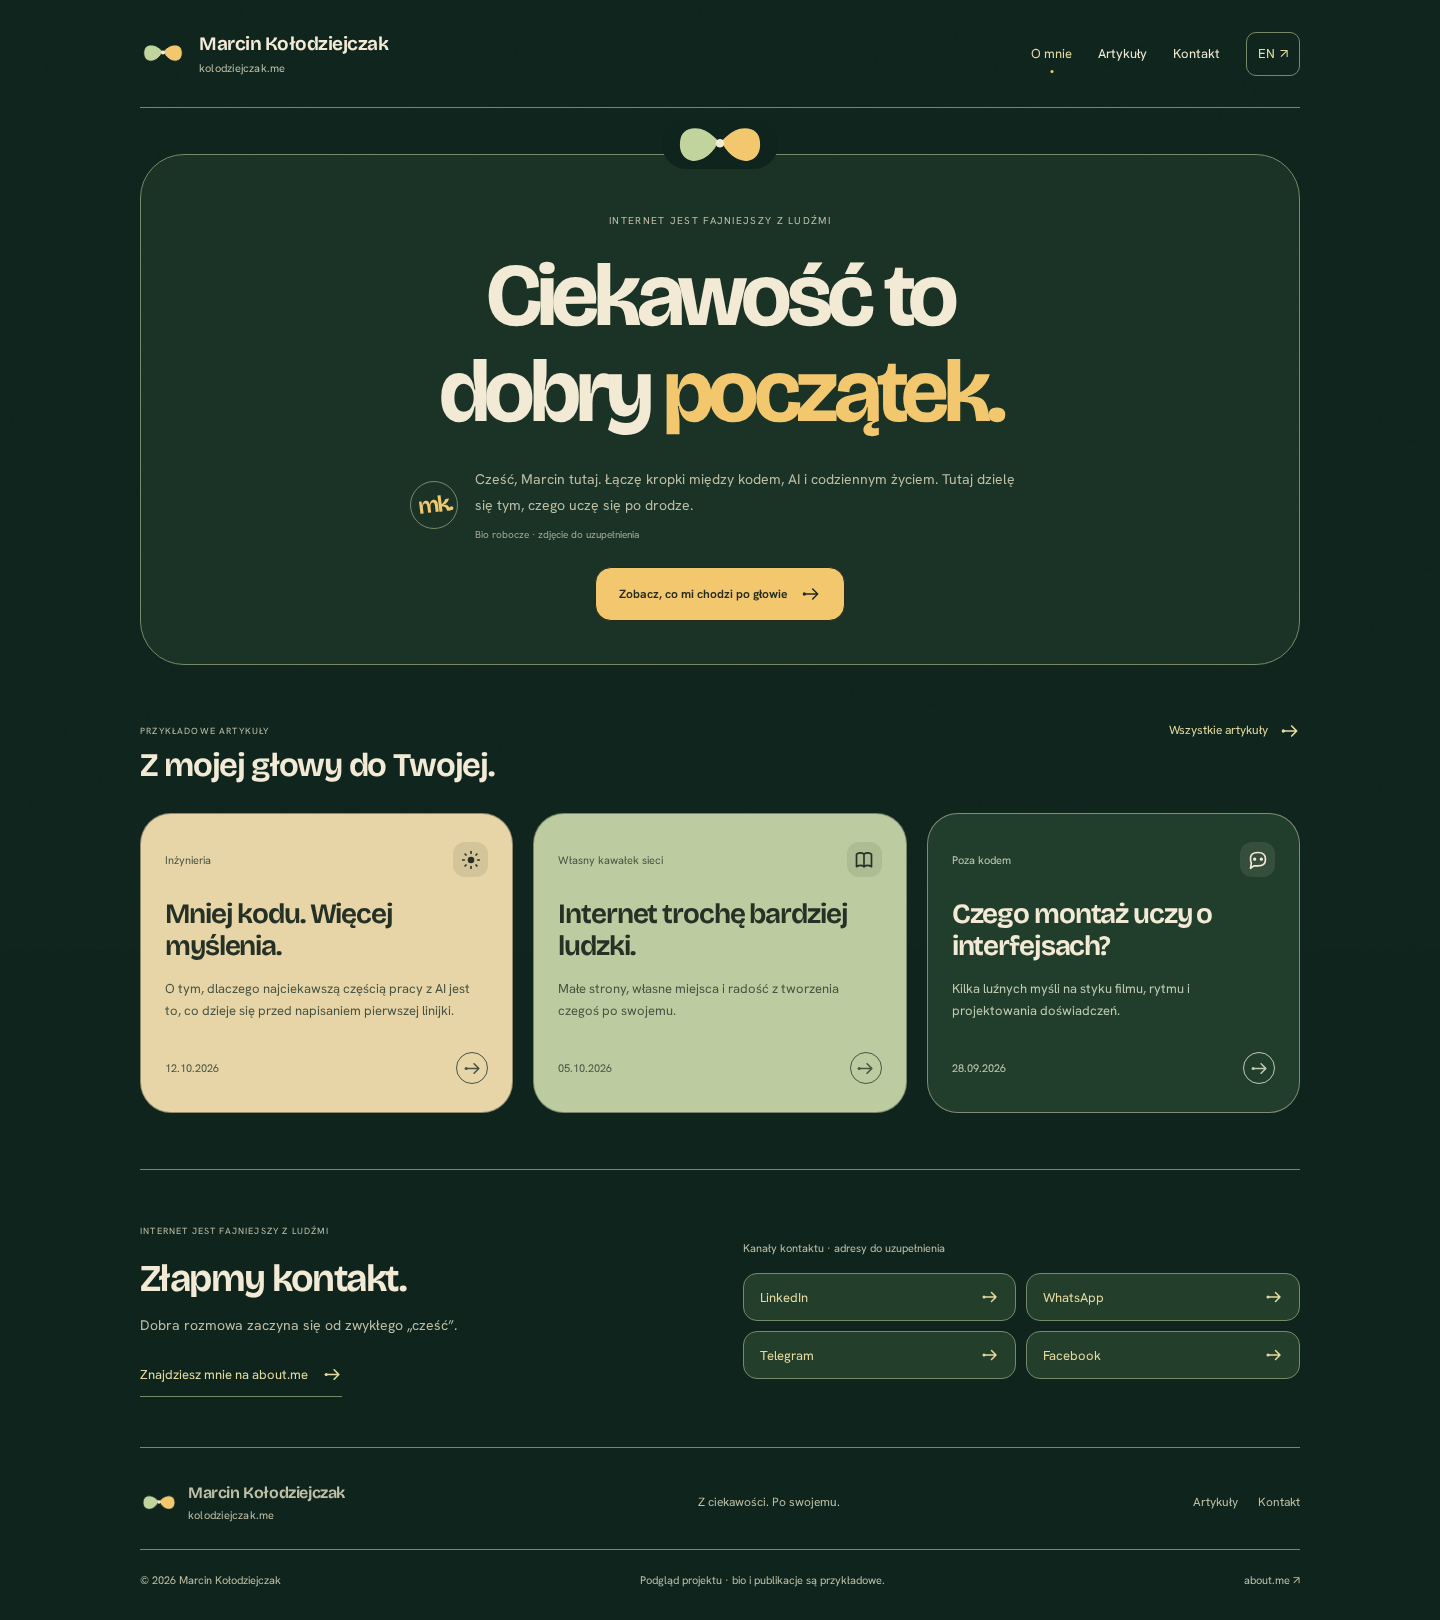 Marcin Kołodziejczak
kolodziejczak.me
O mnie
Artykuły
Kontakt
EN
INTERNET JEST FAJNIEJSZY Z LUDŹMI
Ciekawość to
dobry początek.
mk.
Cześć, Marcin tutaj. Łączę kropki między kodem, AI i codziennym życiem. Tutaj dzielę
się tym, czego uczę się po drodze.
Bio robocze · zdjęcie do uzupełnienia
Zobacz, co mi chodzi po głowie
PRZYKŁADOWE ARTYKUŁY
Wszystkie artykuły
Z mojej głowy do Twojej.
Inżynieria
Mniej kodu. Więcej
myślenia.
O tym, dlaczego najciekawszą częścią pracy z AI jest
to, co dzieje się przed napisaniem pierwszej linijki.
12.10.2026
Własny kawałek sieci
Internet trochę bardziej
ludzki.
Małe strony, własne miejsca i radość z tworzenia
czegoś po swojemu.
05.10.2026
Poza kodem
Czego montaż uczy o
interfejsach?
Kilka luźnych myśli na styku filmu, rytmu i
projektowania doświadczeń.
28.09.2026
INTERNET JEST FAJNIEJSZY Z LUDŹMI
Złapmy kontakt.
Dobra rozmowa zaczyna się od zwykłego „cześć”.
Znajdziesz mnie na about.me
Kanały kontaktu · adresy do uzupełnienia
LinkedIn
WhatsApp
Telegram
Facebook
Marcin Kołodziejczak
kolodziejczak.me
Z ciekawości. Po swojemu.
Artykuły
Kontakt
© 2026 Marcin Kołodziejczak
Podgląd projektu · bio i publikacje są przykładowe.
about.me